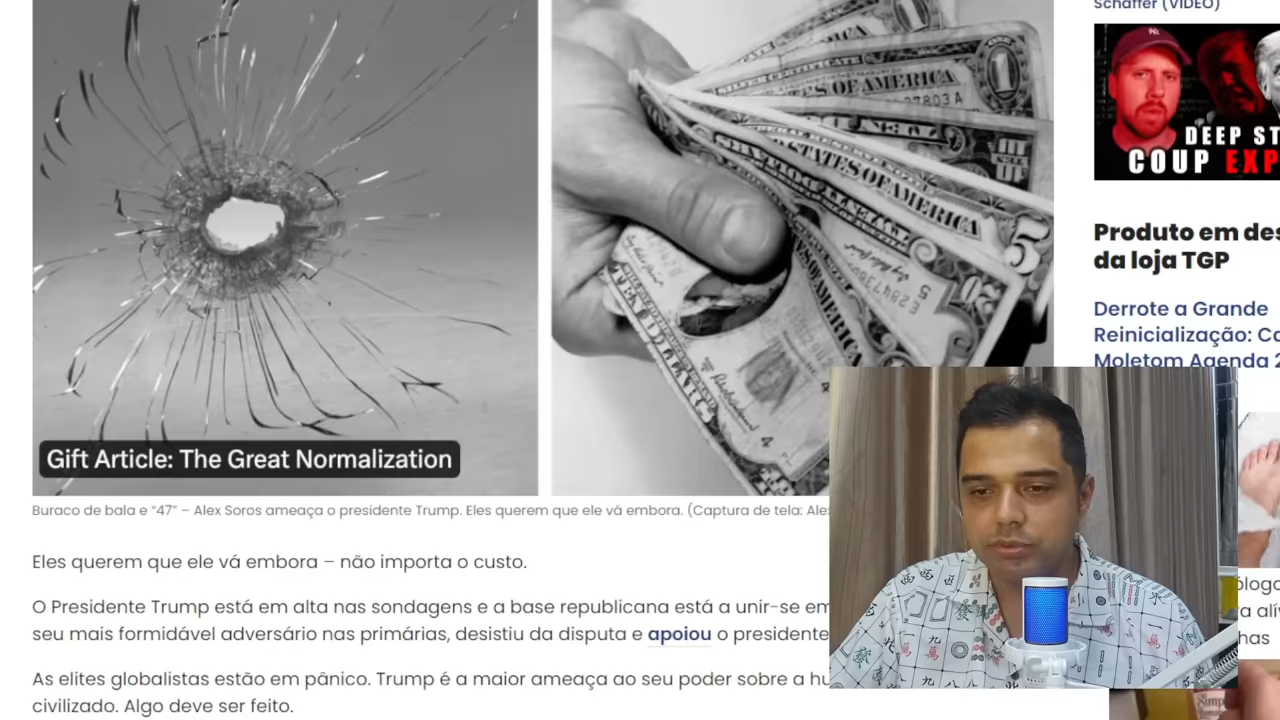 Schaffer (VIDEO)
DEEP ST
COUP EXP
Produto em des
da loja TGP
Derrote a Grande
Reinicialização: Ca
Moletom Agenda 2
Gift Article: The Great Normalization
Buraco de bala e “47” – Alex Soros ameaça o presidente Trump. Eles querem que ele vá embora. (Captura de tela: Ale
Eles querem que ele vá embora – não importa o custo.
O Presidente Trump está em alta nas sondagens e a base republicana está a unir-se em
seu mais formidável adversário nas primárias, desistiu da disputa e apoiou o presidente
As elites globalistas estão em pânico. Trump é a maior ameaça ao seu poder sobre a hu
civilizado. Algo deve ser feito.
óloga
a alív
has